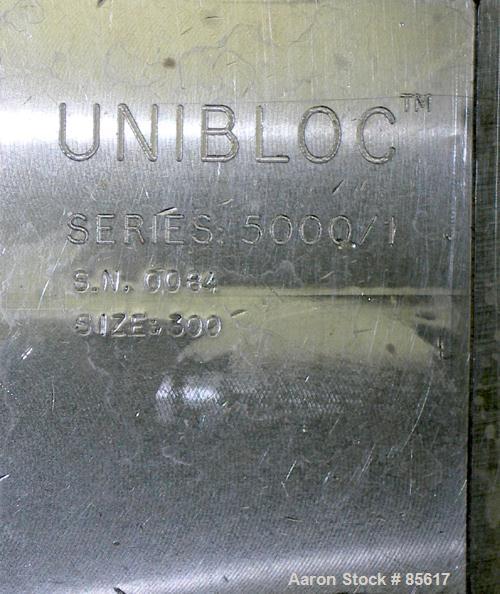 UNIBLOC™
SERIES: 5000/1
S.N. 0084
SIZE: 300
Aaron Stock # 85617